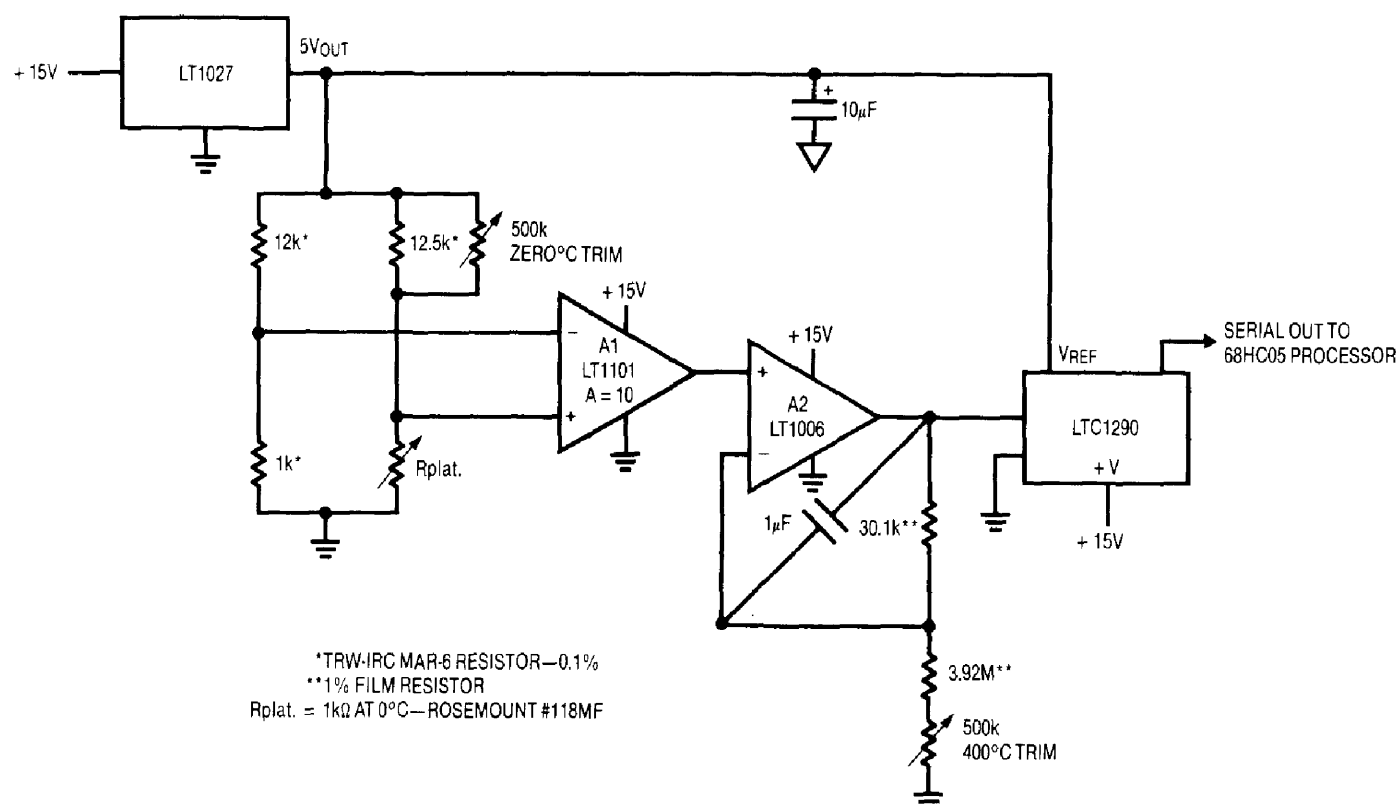 5VOUT
+ 15V
LT1027
+
10μF
12k*
12.5k*
500k
ZERO°C TRIM
+ 15V
−
A1
LT1101
A = 10
+
+ 15V
+
A2
LT1006
−
VREF
SERIAL OUT TO
68HC05 PROCESSOR
LTC1290
+ V
+ 15V
1k*
Rplat.
1μF
30.1k**
3.92M**
500k
400°C TRIM
*TRW-IRC MAR-6 RESISTOR—0.1%
**1% FILM RESISTOR
Rplat. = 1kΩ AT 0°C—ROSEMOUNT #118MF